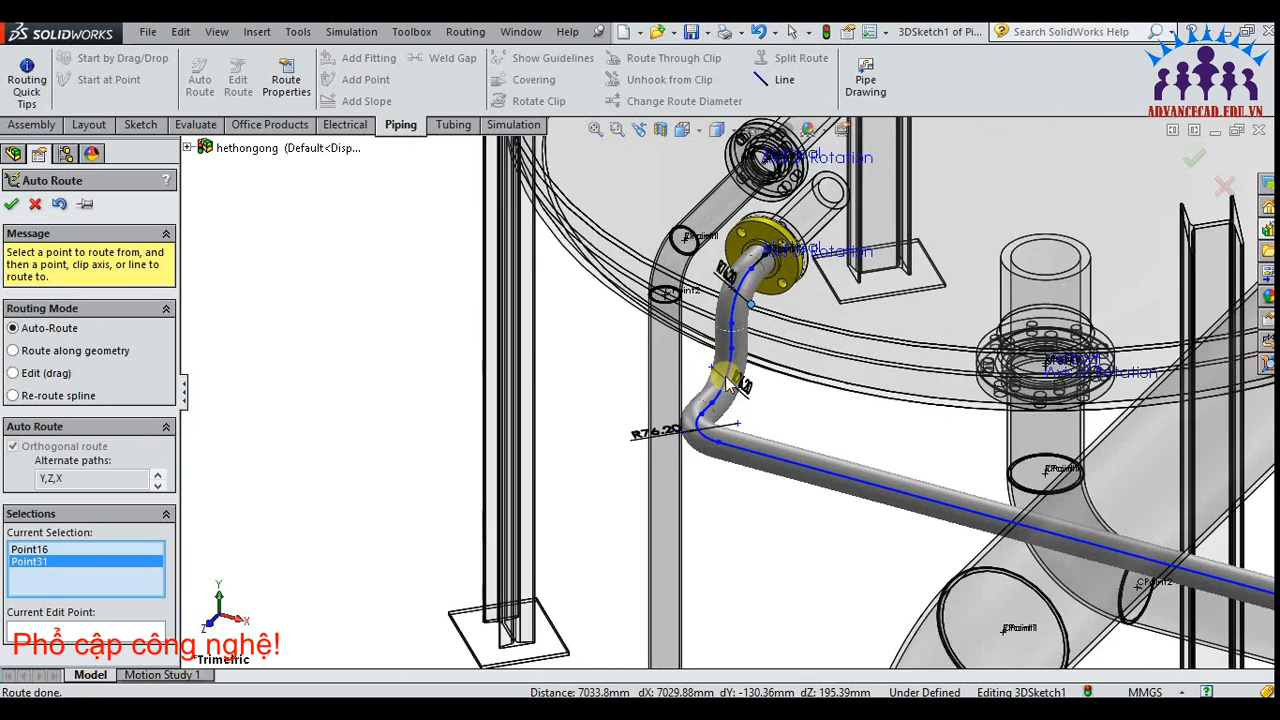 SOLIDWORKS File Edit View Insert Tools Simulation Toolbox Routing Window Help 3DSketch1 of Pi... Search SolidWorks Help
Routing Quick Tips
Start by Drag/Drop
Start at Point
Auto Route
Edit Route
Route Properties
Add Fitting
Weld Gap
Add Point
Add Slope
Show Guidelines
Covering
Rotate Clip
Route Through Clip
Unhook from Clip
Change Route Diameter
Split Route
Line
Pipe Drawing
ADVANCECAD.EDU.VN
Assembly Layout Sketch Evaluate Office Products Electrical Piping Tubing Simulation
hethongong (Default<Disp...
Auto Route ?
Message
Select a point to route from, and then a point, clip axis, or line to route to.
Routing Mode
Auto-Route
Route along geometry
Edit (drag)
Re-route spline
Auto Route
Orthogonal route
Alternate paths:
Y,Z,X
Selections
Current Selection:
Point16
Point31
Current Edit Point:
Phổ cập công nghệ!
Y
X
Z
*Trimetric
R76.20
CPoint2
CPoint2
Axis of Rotation
Model Motion Study 1
Route done. Distance: 7033.8mm dX: 7029.88mm dY: -130.36mm dZ: 195.39mm Under Defined Editing 3DSketch1 MMGS